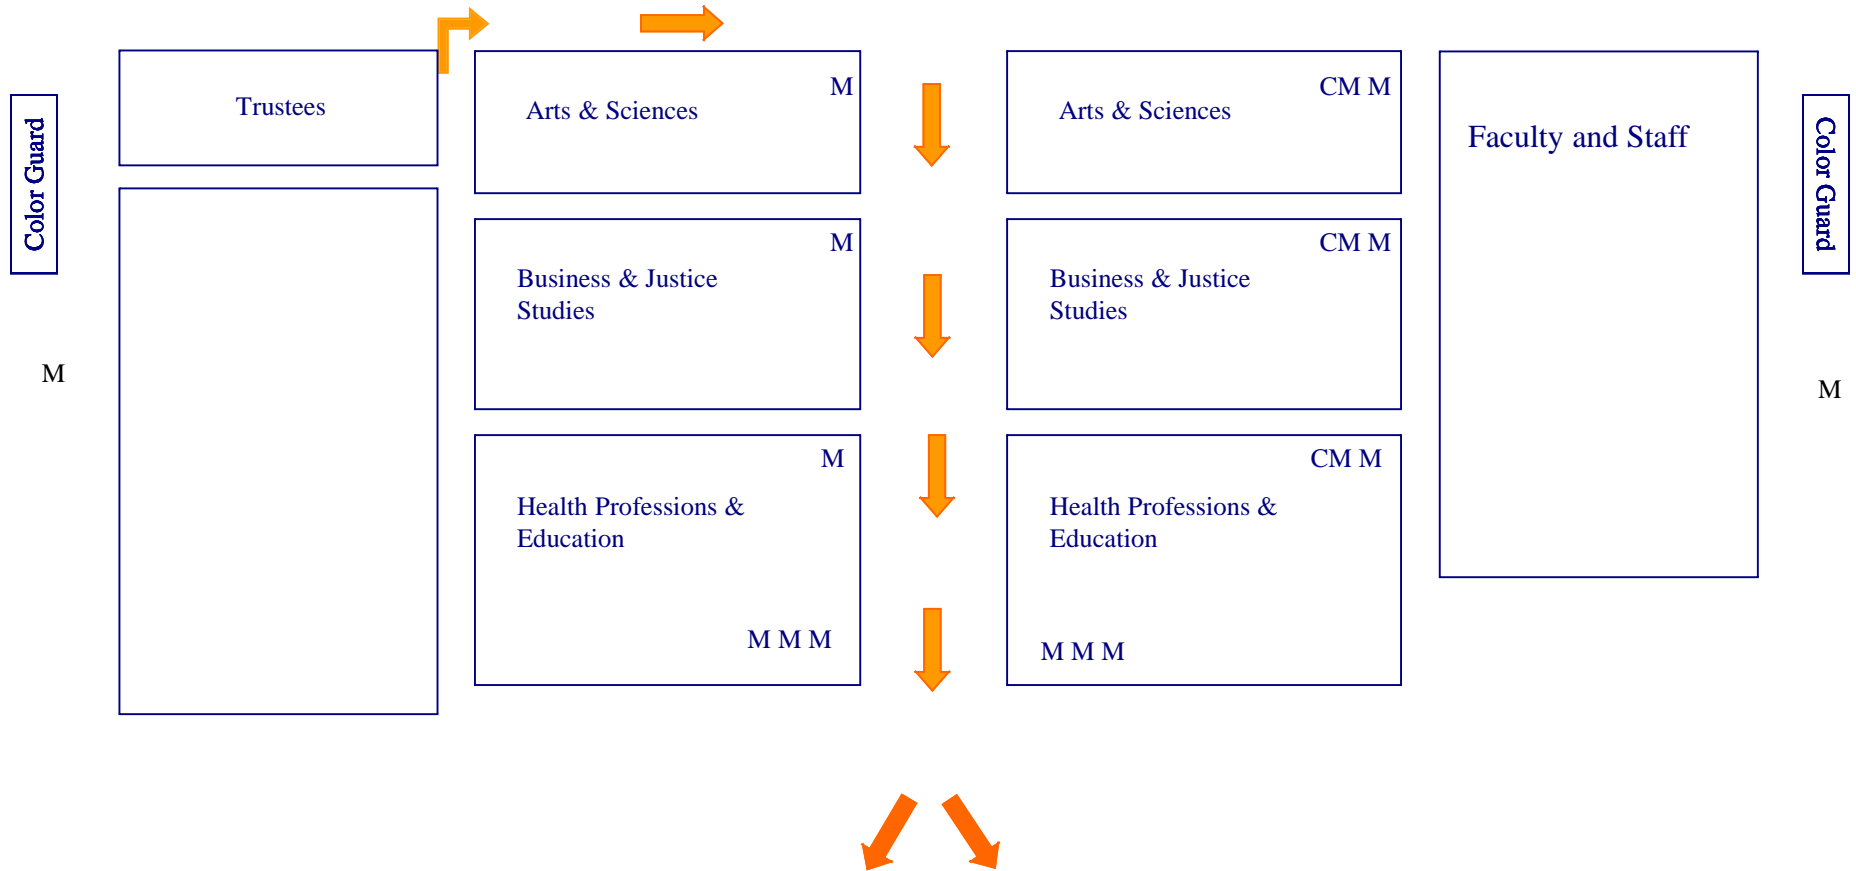 Trustees
Color Guard
M
Arts & Sciences
M
Business & Justice
Studies
M
Health Professions &
Education
M M M
CM M
Arts & Sciences
CM M
Business & Justice
Studies
CM M
Health Professions &
Education
M M M
Faculty and Staff
Color Guard
M
M